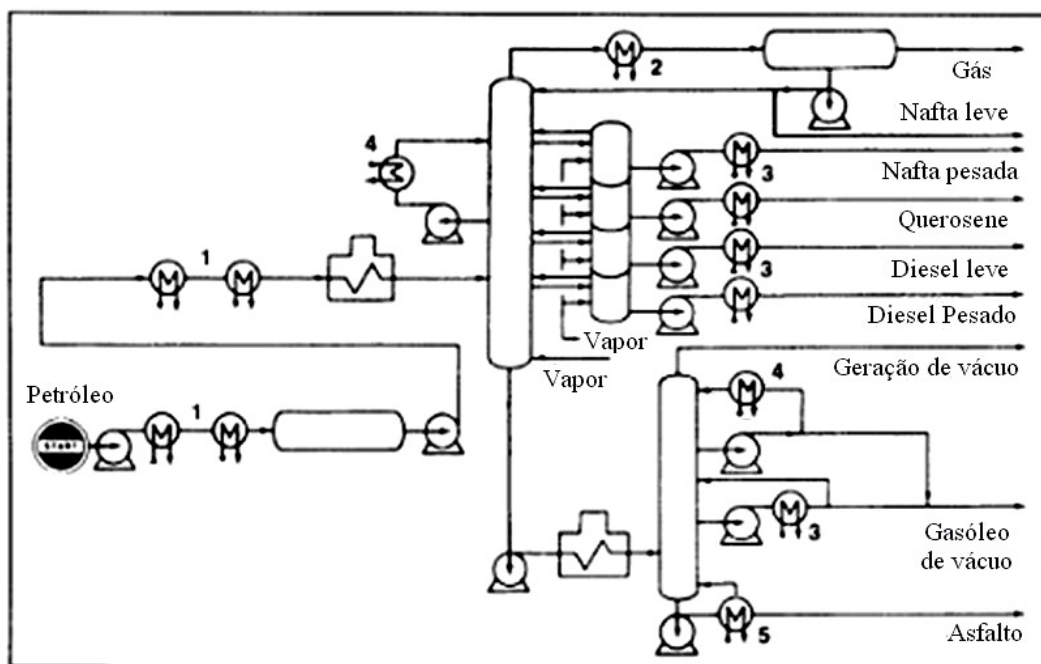 2
Gás
Nafta leve
4
3
Nafta pesada
Querosene
1
3
Diesel leve
Diesel Pesado
Vapor
Vapor
Geração de vácuo
Petróleo
1
4
START
3
Gasóleo
de vácuo
5
Asfalto